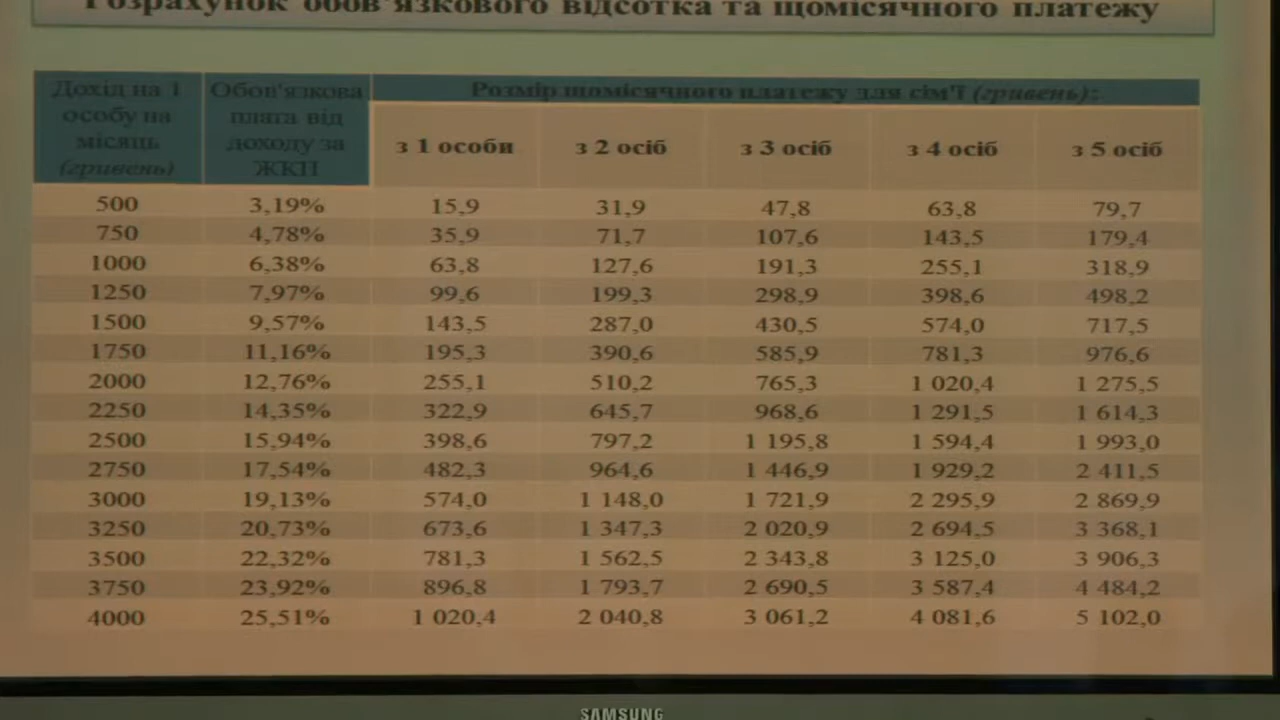 Розрахунок обов'язкового відсотка та щомісячного платежу
Дохід на 1 особу на місяць (гривень) Обов'язкова плата від доходу за ЖКП Розмір щомісячного платежу для сім'ї (гривень):
з 1 особи з 2 осіб з 3 осіб з 4 осіб з 5 осіб
500 3,19% 15,9 31,9 47,8 63,8 79,7
750 4,78% 35,9 71,7 107,6 143,5 179,4
1000 6,38% 63,8 127,6 191,3 255,1 318,9
1250 7,97% 99,6 199,3 298,9 398,6 498,2
1500 9,57% 143,5 287,0 430,5 574,0 717,5
1750 11,16% 195,3 390,6 585,9 781,3 976,6
2000 12,76% 255,1 510,2 765,3 1 020,4 1 275,5
2250 14,35% 322,9 645,7 968,6 1 291,5 1 614,3
2500 15,94% 398,6 797,2 1 195,8 1 594,4 1 993,0
2750 17,54% 482,3 964,6 1 446,9 1 929,2 2 411,5
3000 19,13% 574,0 1 148,0 1 721,9 2 295,9 2 869,9
3250 20,73% 673,6 1 347,3 2 020,9 2 694,5 3 368,1
3500 22,32% 781,3 1 562,5 2 343,8 3 125,0 3 906,3
3750 23,92% 896,8 1 793,7 2 690,5 3 587,4 4 484,2
4000 25,51% 1 020,4 2 040,8 3 061,2 4 081,6 5 102,0
SAMSUNG